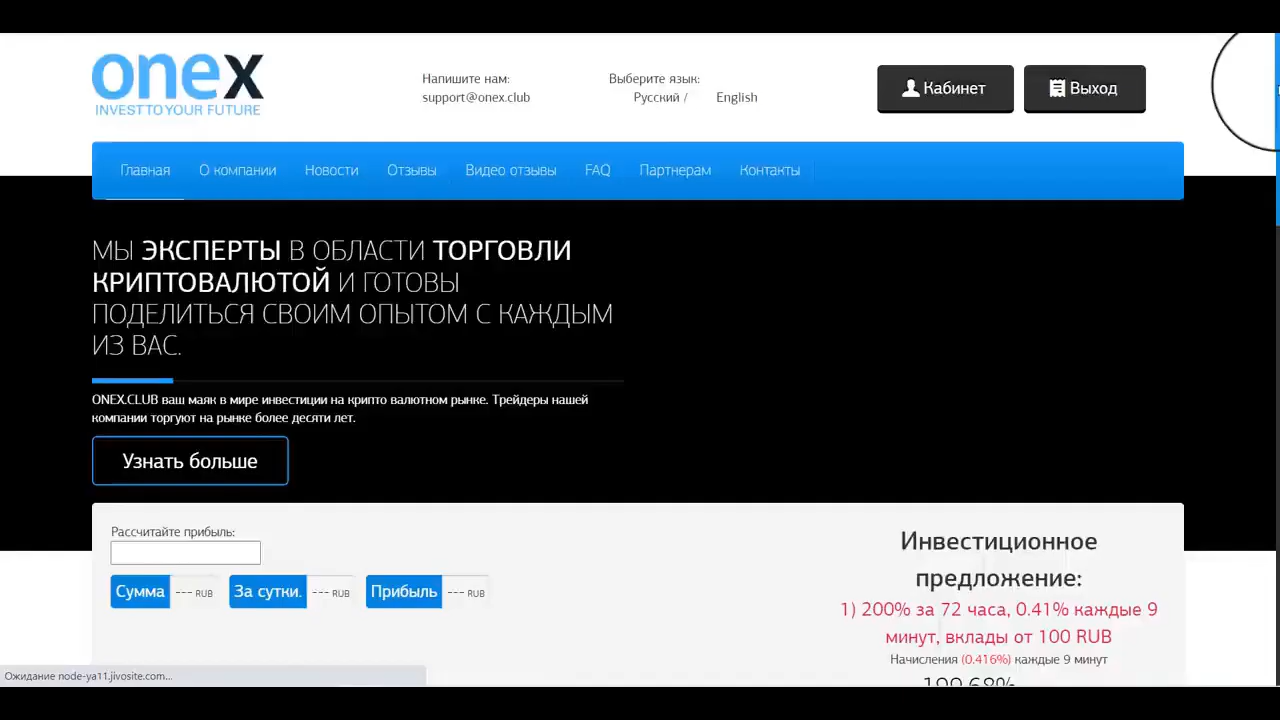 onex
INVEST TO YOUR FUTURE
Напишите нам:
support@onex.club
Выберите язык:
Русский / English
Кабинет
Выход
Главная О компании Новости Отзывы Видео отзывы FAQ Партнерам Контакты
МЫ ЭКСПЕРТЫ В ОБЛАСТИ ТОРГОВЛИ
КРИПТОВАЛЮТОЙ И ГОТОВЫ
ПОДЕЛИТЬСЯ СВОИМ ОПЫТОМ С КАЖДЫМ
ИЗ ВАС.
ONEX.CLUB ваш маяк в мире инвестиции на крипто валютном рынке. Трейдеры нашей
компании торгуют на рынке более десяти лет.
Узнать больше
Рассчитайте прибыль:
Сумма --- RUB За сутки. --- RUB Прибыль --- RUB
Инвестиционное
предложение:
1) 200% за 72 часа, 0.41% каждые 9
минут, вклады от 100 RUB
Начисления (0.416%) каждые 9 минут
199.68%
Ожидание node-ya11.jivosite.com...